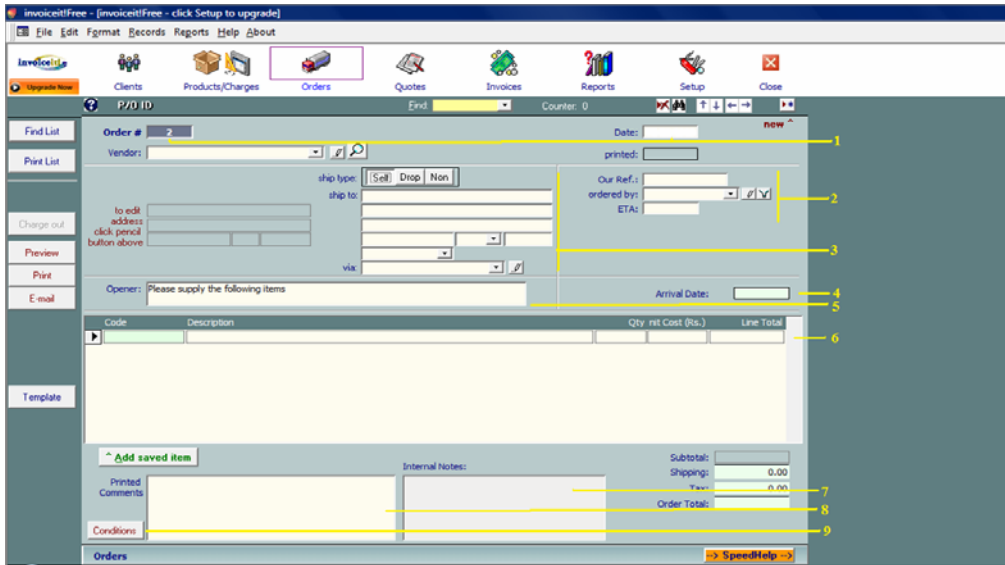 invoiceit!Free - [invoiceit!Free - click Setup to upgrade]
File Edit Format Records Reports Help About
Invoiceit!
Upgrade Now
Clients Products/Charges Orders Quotes Invoices Reports Setup Close
P/O ID Find Counter: 0
new ^
Find List
Print List
Charge out
Preview
Print
E-mail
Template
Order # 2 Date: 1
Vendor: printed:
ship type: Self Drop Non Our Ref.:
ship to: ordered by: 2
ETA:
to edit
address
click pencil
button above
3
via:
Opener: Please supply the following items Arrival Date: 4
5
Code Description Qty nit Cost (Rs.) Line Total
6
^ Add saved item
Internal Notes:
Subtotal:
Shipping: 0.00
Tax: 0.00
Order Total:
Printed
Comments
7
8
Conditions 9
Orders --> SpeedHelp -->